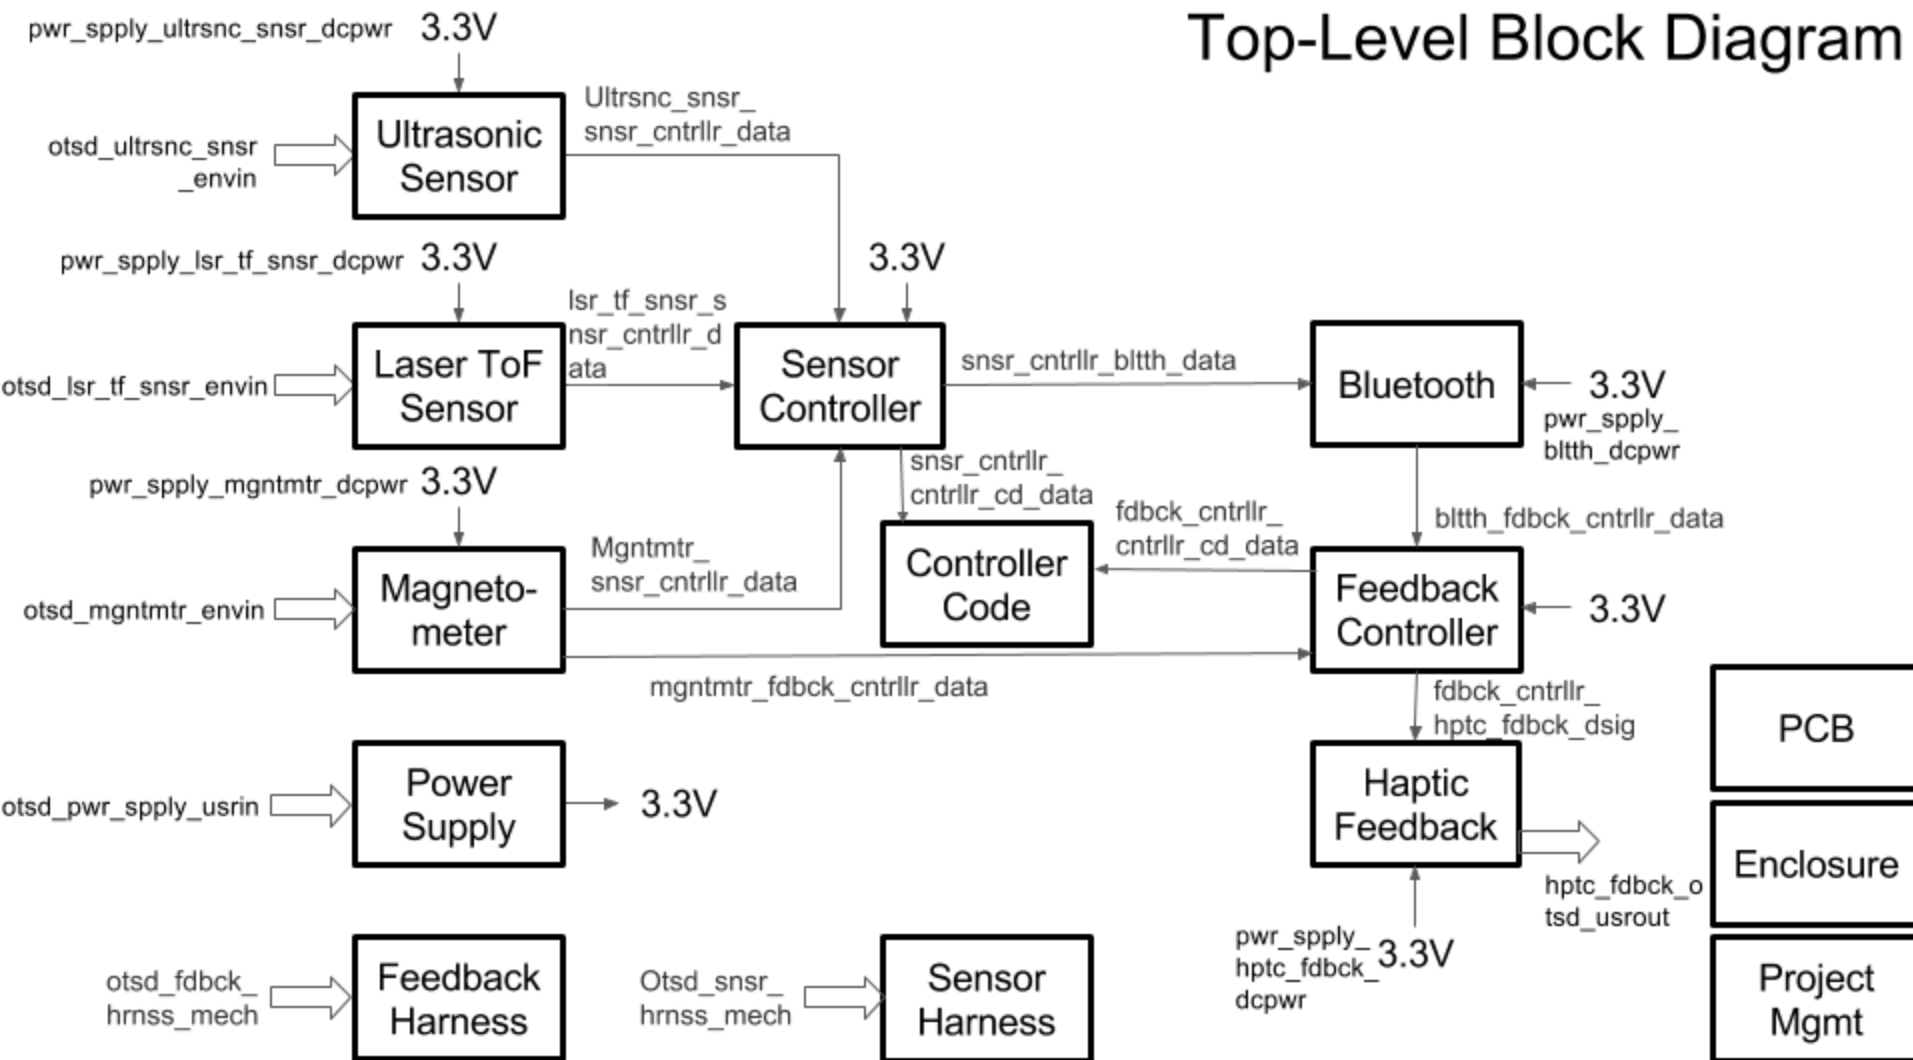 Top-Level Block Diagram
pwr_spply_ultrsnc_snsr_dcpwr
3.3V
otsd_ultrsnc_snsr
_envin
Ultrasonic
Sensor
Ultrsnc_snsr_
snsr_cntrllr_data
pwr_spply_lsr_tf_snsr_dcpwr
3.3V
otsd_lsr_tf_snsr_envin
Laser ToF
Sensor
lsr_tf_snsr_s
nsr_cntrllr_d
ata
3.3V
Sensor
Controller
snsr_cntrllr_bltth_data
Bluetooth
3.3V
pwr_spply_
bltth_dcpwr
pwr_spply_mgntmtr_dcpwr
3.3V
otsd_mgntmtr_envin
Magneto-
meter
Mgntmtr_
snsr_cntrllr_data
snsr_cntrllr_
cntrllr_cd_data
Controller
Code
fdbck_cntrllr_
cntrllr_cd_data
bltth_fdbck_cntrllr_data
Feedback
Controller
3.3V
mgntmtr_fdbck_cntrllr_data
fdbck_cntrllr_
hptc_fdbck_dsig
otsd_pwr_spply_usrin
Power
Supply
3.3V
Haptic
Feedback
hptc_fdbck_o
tsd_usrout
pwr_spply_
hptc_fdbck_
dcpwr
3.3V
PCB
Enclosure
Project
Mgmt
otsd_fdbck_
hrnss_mech
Feedback
Harness
Otsd_snsr_
hrnss_mech
Sensor
Harness